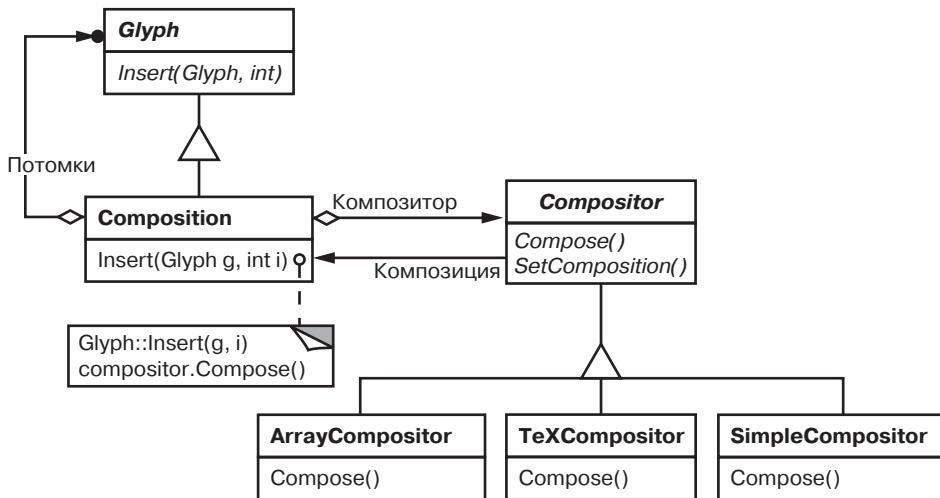 Glyph
Insert(Glyph, int)
Потомки
Composition
Insert(Glyph g, int i)
Композитор
Композиция
Compositor
Compose()
SetComposition()
Glyph::Insert(g, i)
compositor.Compose()
ArrayCompositor
Compose()
TeXCompositor
Compose()
SimpleCompositor
Compose()